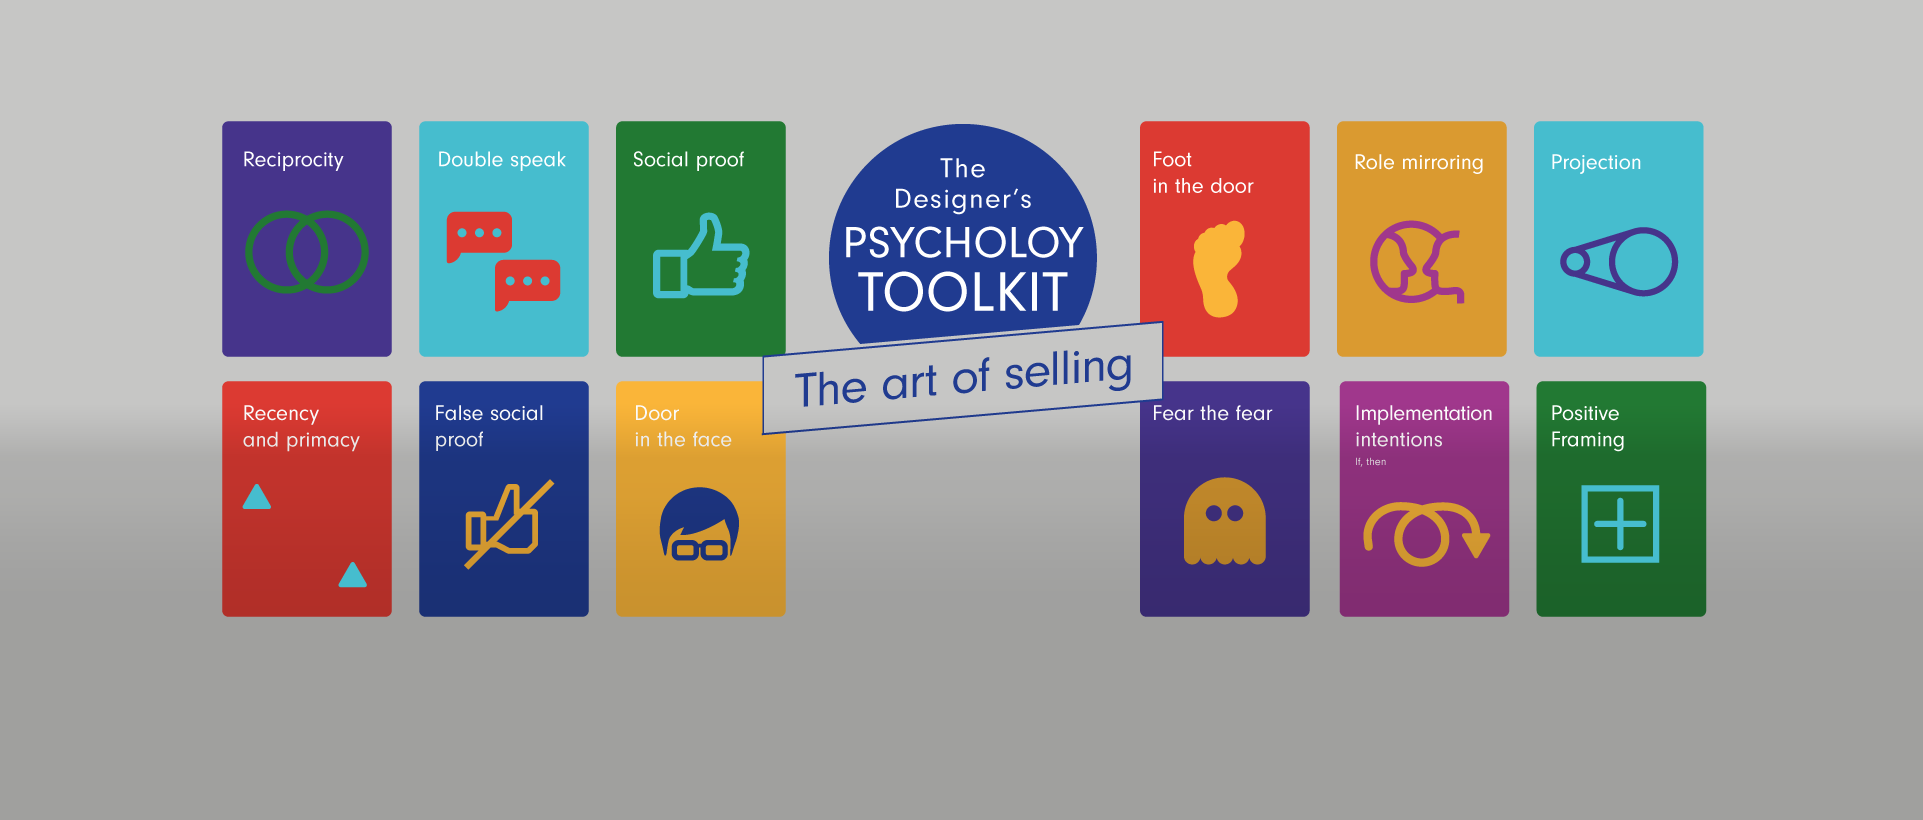 Reciprocity
Double speak
Social proof
The
Designer's
PSYCHOLOY
TOOLKIT
The art of selling
Foot
in the door
Role mirroring
Projection
Recency
and primacy
False social
proof
Door
in the face
Fear the fear
Implementation
intentions
If, then
Positive
Framing